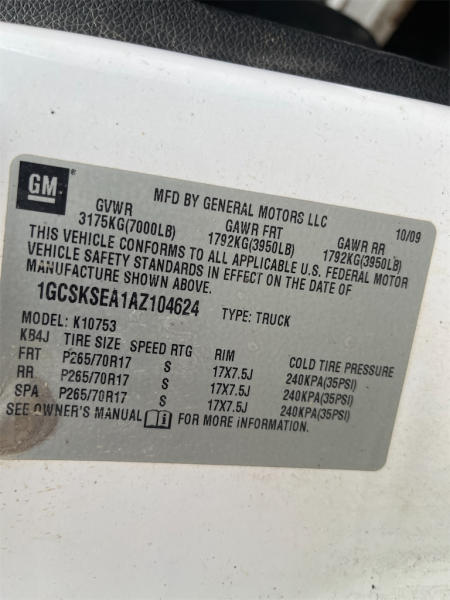 GM ®
MFD BY GENERAL MOTORS LLC
10/09
GVWR GAWR FRT GAWR RR
3175KG(7000LB) 1792KG(3950LB) 1792KG(3950LB)
THIS VEHICLE CONFORMS TO ALL APPLICABLE U.S. FEDERAL MOTOR
VEHICLE SAFETY STANDARDS IN EFFECT ON THE DATE OF
MANUFACTURE SHOWN ABOVE.
1GCSKSEA1AZ104624 TYPE: TRUCK
MODEL: K10753
KB4J TIRE SIZE SPEED RTG RIM COLD TIRE PRESSURE
FRT P265/70R17 S 17X7.5J 240KPA(35PSI)
RR P265/70R17 S 17X7.5J 240KPA(35PSI)
SPA P265/70R17 S 17X7.5J 240KPA(35PSI)
SEE OWNER'S MANUAL FOR MORE INFORMATION.